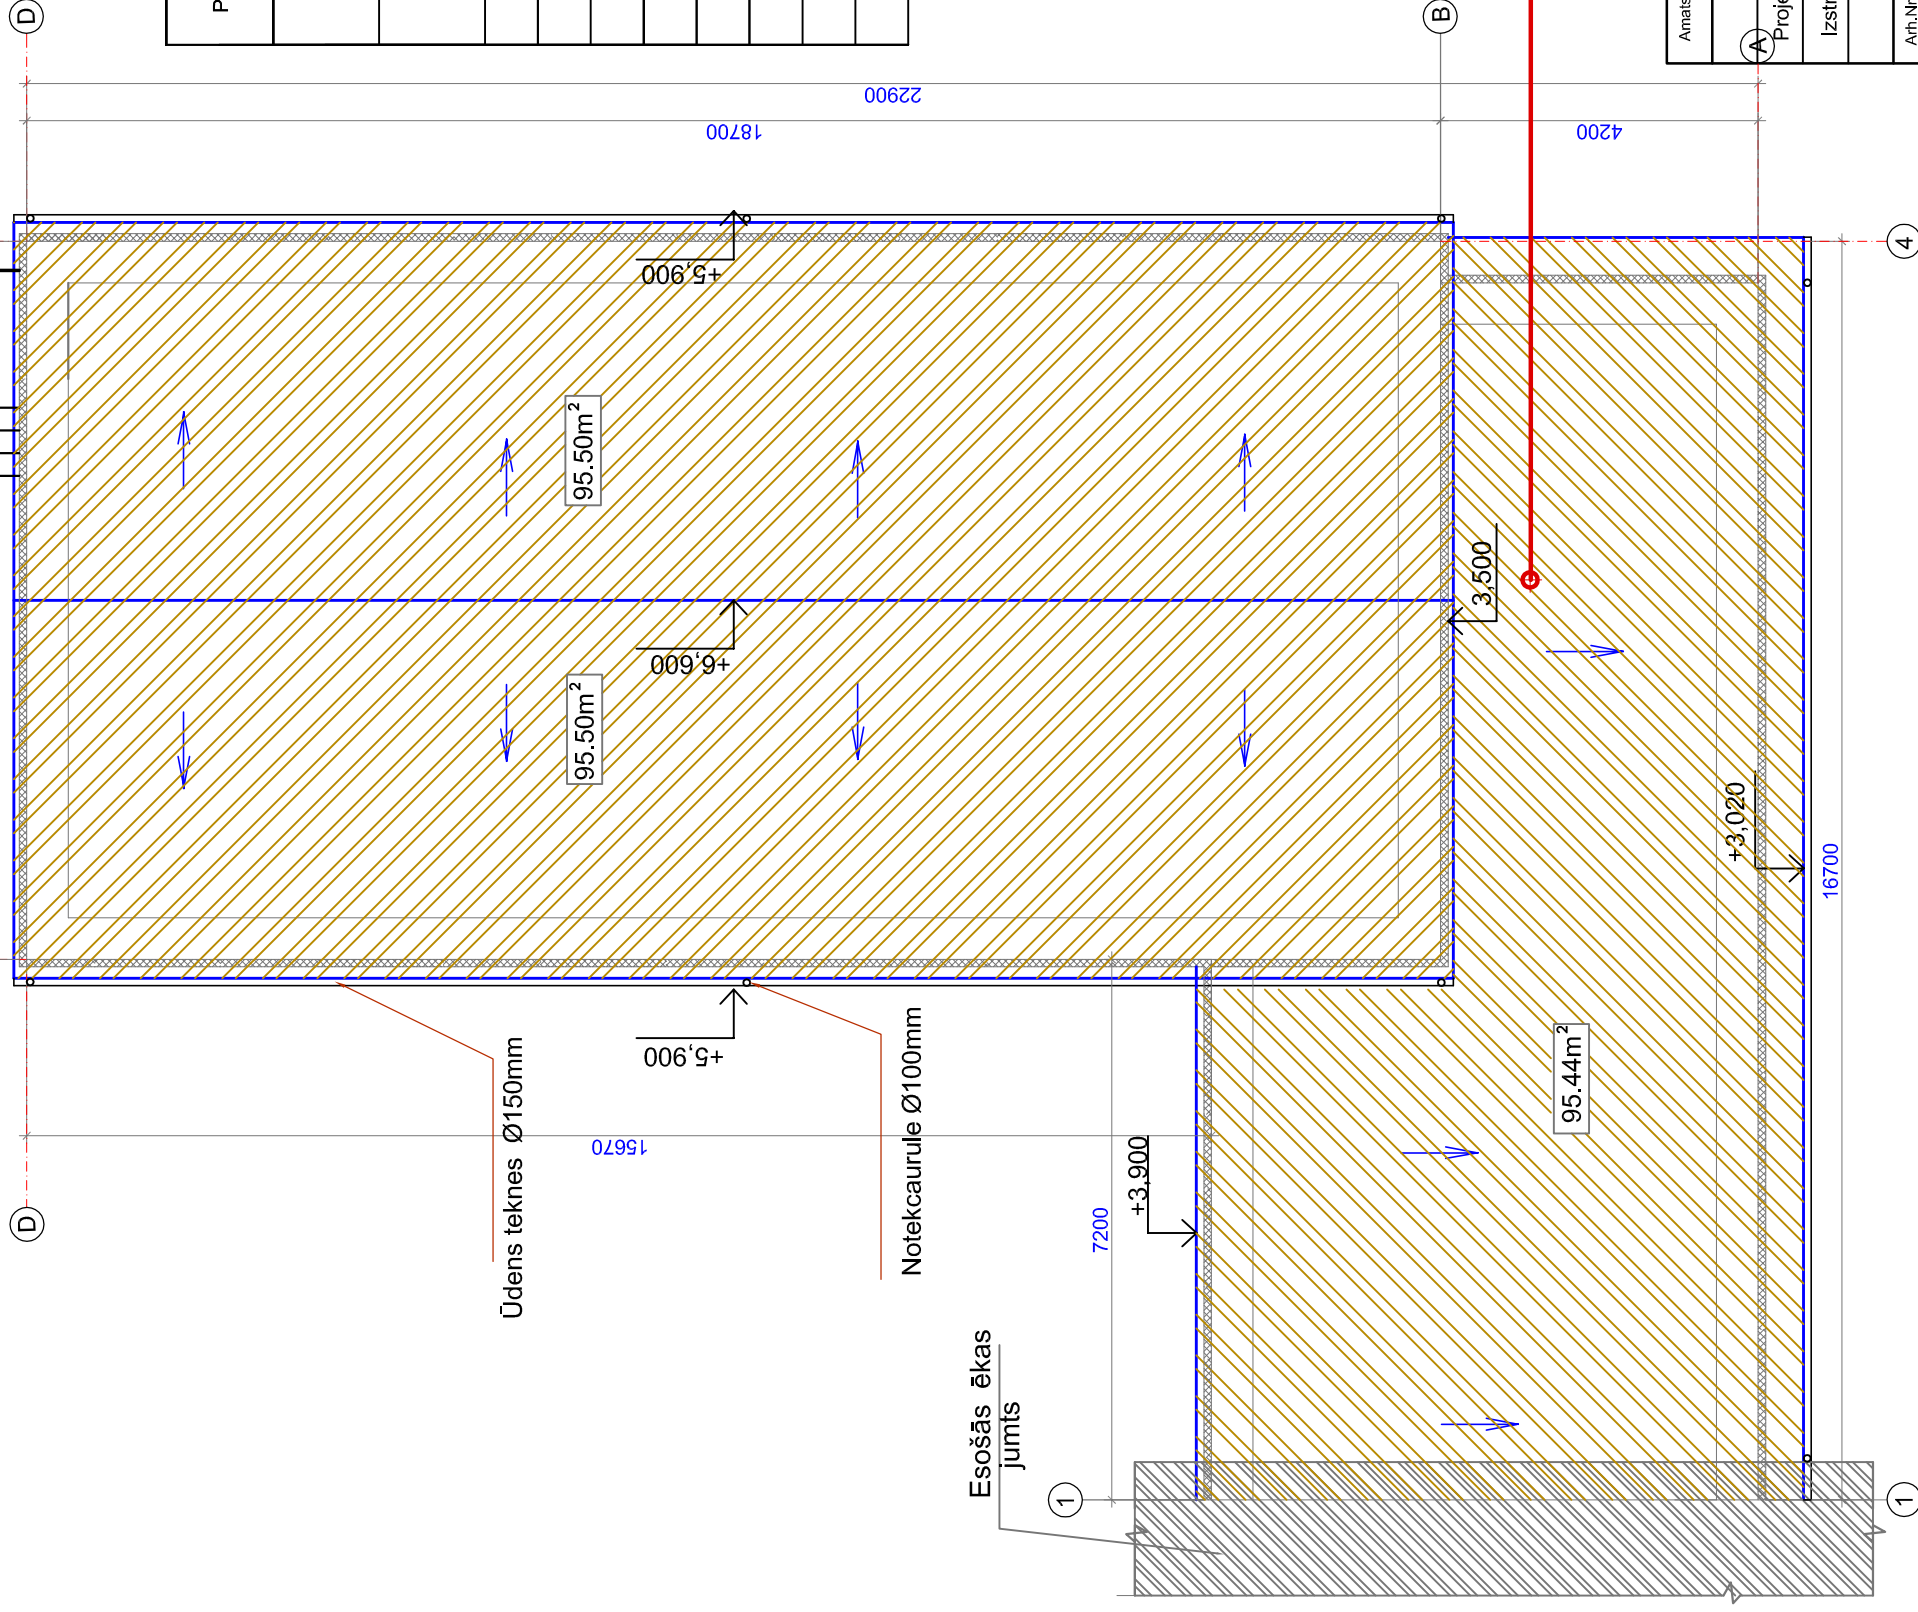 D
P
B
Amats
A
Proje
Izstr
Arh.Nr
22900
18700
4200
+5,900
4
95.50m²
+6,600
95.50m²
3,500
+3,020
16700
+5,900
Ūdens teknes Ø150mm
Notekcaurule Ø100mm
15670
D
7200
+3,900
95.44m²
Esošās ēkas
jumts
1
1